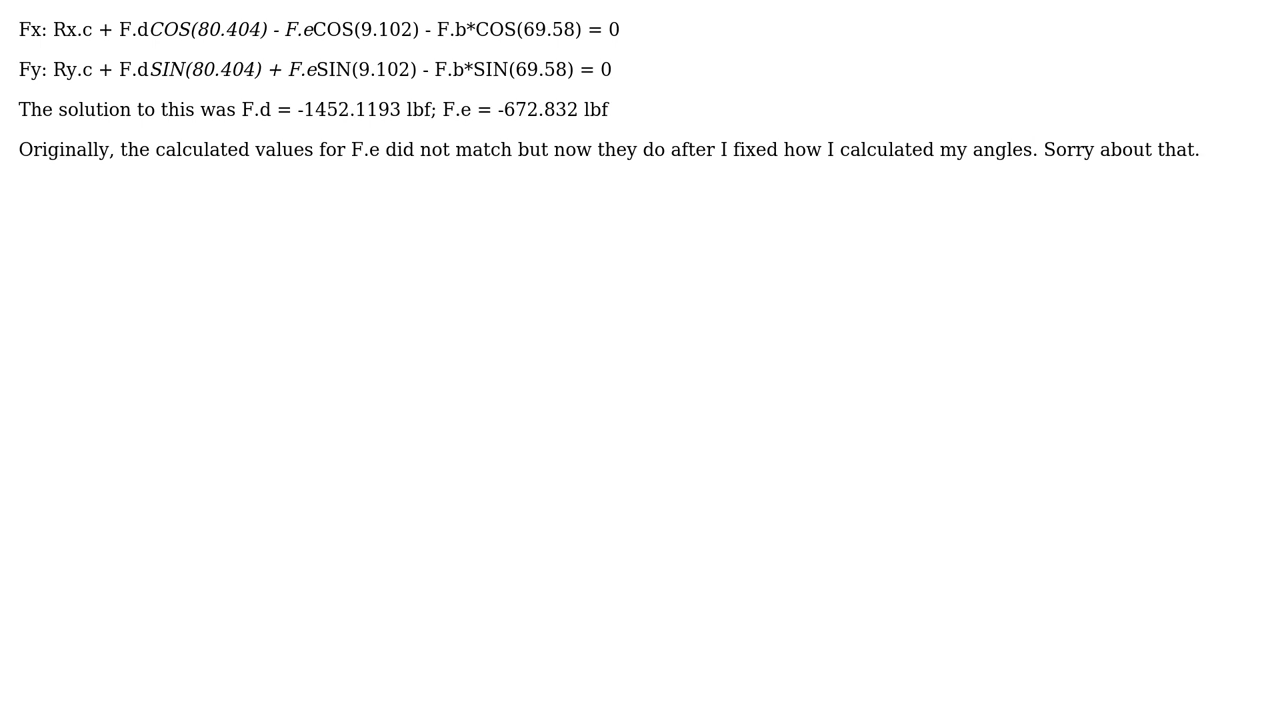 Fx: Rx.c + F.dCOS(80.404) - F.eCOS(9.102) - F.b*COS(69.58) = 0
Fy: Ry.c + F.dSIN(80.404) + F.eSIN(9.102) - F.b*SIN(69.58) = 0
The solution to this was F.d = -1452.1193 lbf; F.e = -672.832 lbf
Originally, the calculated values for F.e did not match but now they do after I fixed how I calculated my angles. Sorry about that.